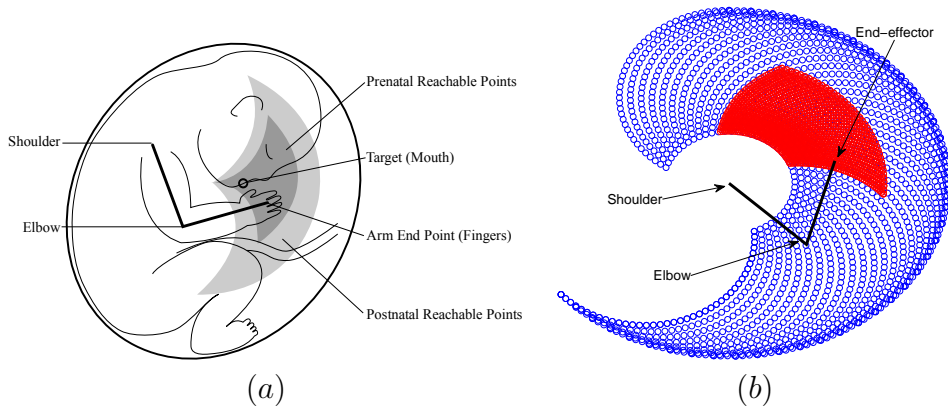 Prenatal Reachable Points
Shoulder
Target (Mouth)
Elbow
Arm End Point (Fingers)
Postnatal Reachable Points
(a)
End-effector
Shoulder
Elbow
(b)